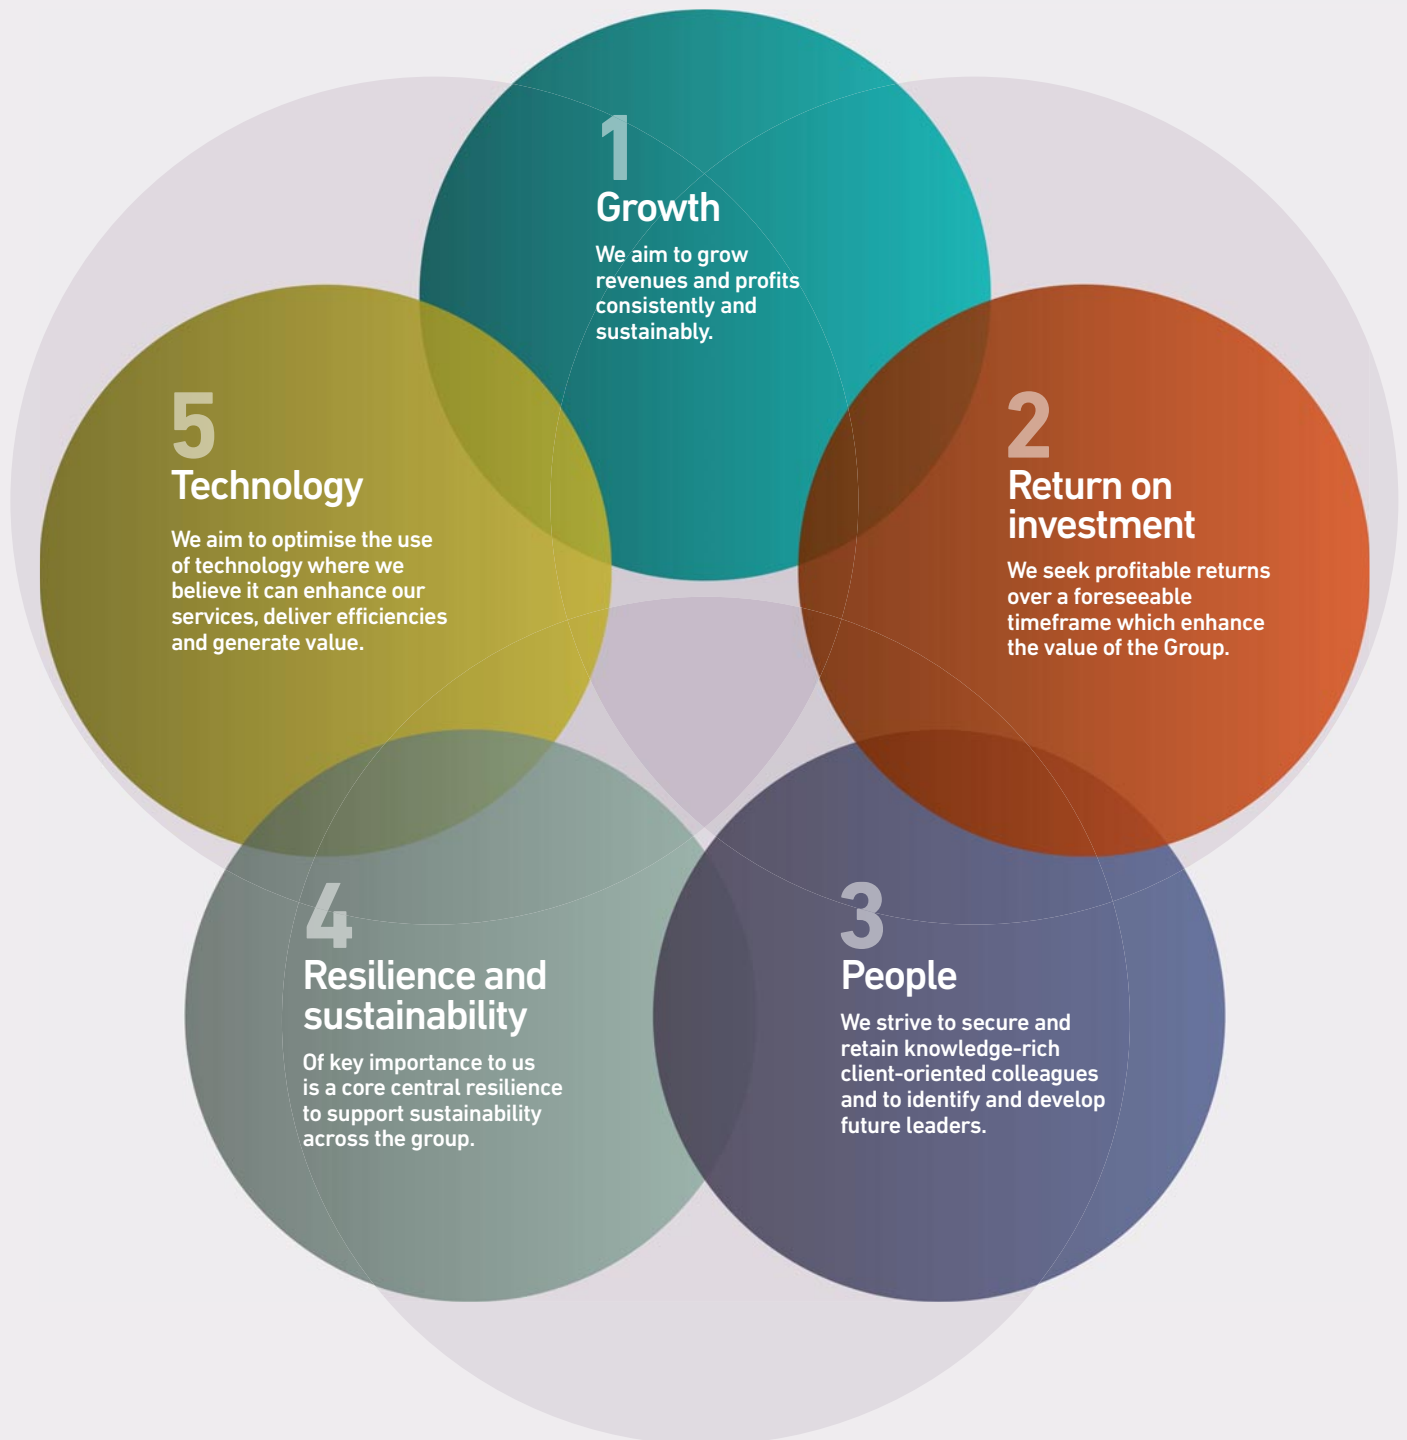 1
Growth
We aim to grow
revenues and profits
consistently and
sustainably.
2
Return on
investment
We seek profitable returns
over a foreseeable
timeframe which enhance
the value of the Group.
3
People
We strive to secure and
retain knowledge-rich
client-oriented colleagues
and to identify and develop
future leaders.
4
Resilience and
sustainability
Of key importance to us
is a core central resilience
to support sustainability
across the group.
5
Technology
We aim to optimise the use
of technology where we
believe it can enhance our
services, deliver efficiencies
and generate value.